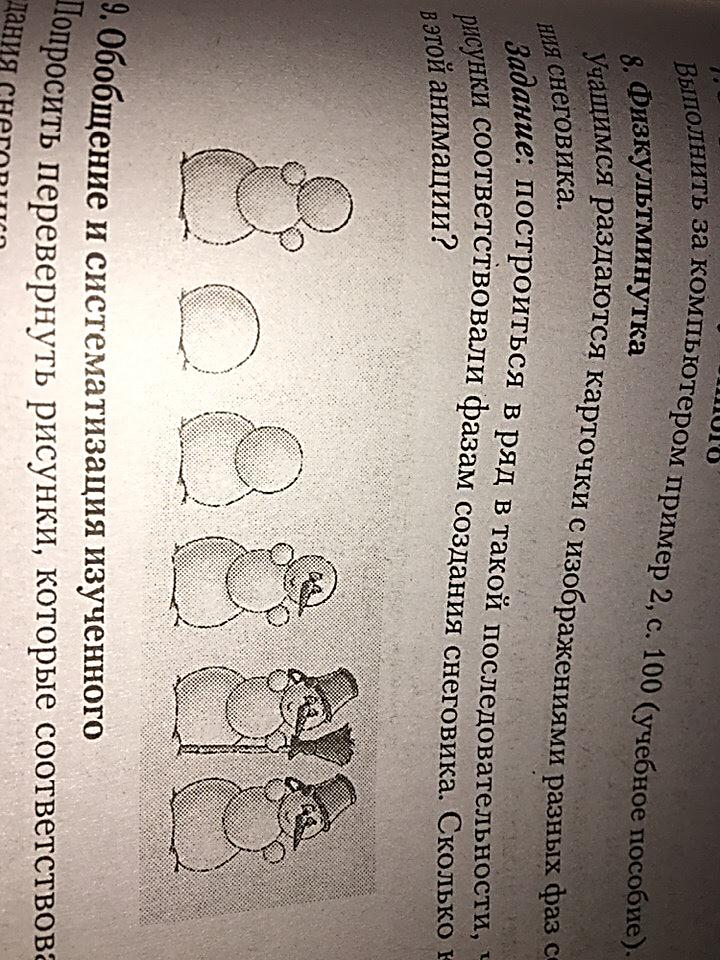 Выполнить за компьютером пример 2, с. 100 (учебное пособие).
8. Физкультминутка
Учащимся раздаются карточки с изображениями разных фаз
ния снеговика.
Задание: построиться в ряд в такой последовательности,
рисунки соответствовали фазам создания снеговика. Сколько
в этой анимации?
9. Обобщение и систематизация изученного
Попросить перевернуть рисунки, которые соответствова
дания снеговика